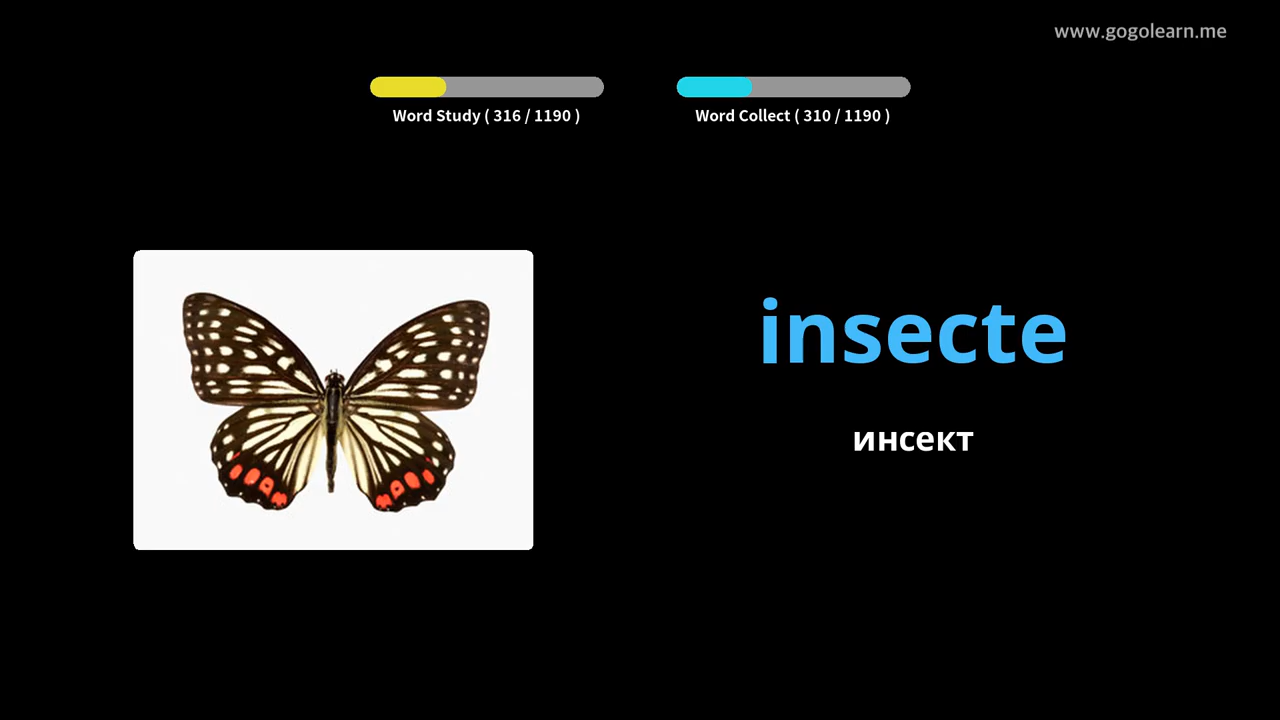 www.gogolearn.me
Word Study ( 316 / 1190 )
Word Collect ( 310 / 1190 )
insecte
инсект